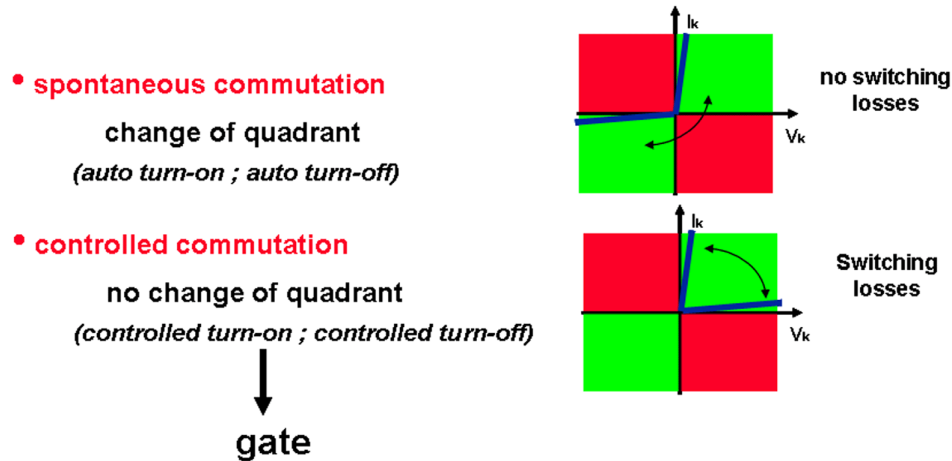 • spontaneous commutation
change of quadrant
(auto turn-on ; auto turn-off)
Ik
Vk
no switching
losses
• controlled commutation
no change of quadrant
(controlled turn-on ; controlled turn-off)
gate
Ik
Vk
Switching
losses